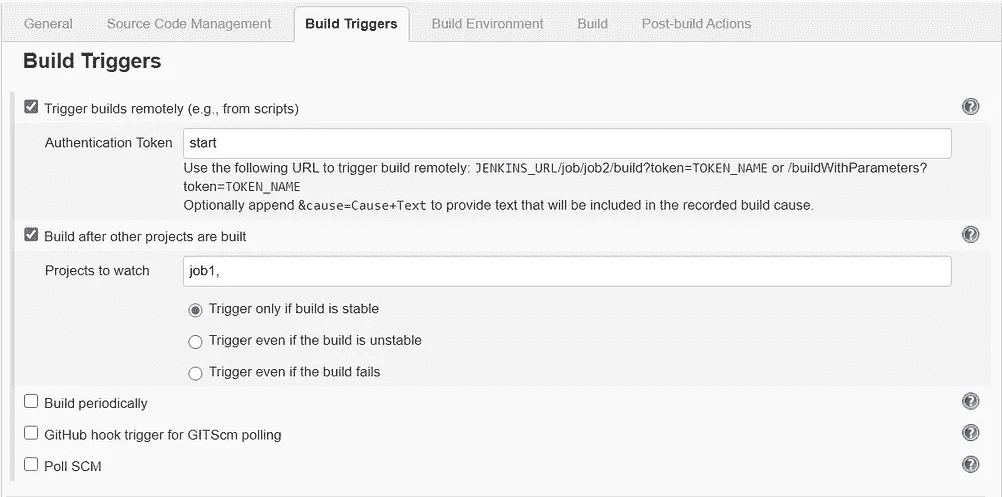 General Source Code Management Build Triggers Build Environment Build Post-build Actions
Build Triggers
Trigger builds remotely (e.g., from scripts)
Authentication Token start
Use the following URL to trigger build remotely: JENKINS_URL/job/job2/build?token=TOKEN_NAME or /buildWithParameters?
token=TOKEN_NAME
Optionally append &cause=Cause+Text to provide text that will be included in the recorded build cause.
Build after other projects are built
Projects to watch job1,
Trigger only if build is stable
Trigger even if the build is unstable
Trigger even if the build fails
Build periodically
GitHub hook trigger for GITScm polling
Poll SCM